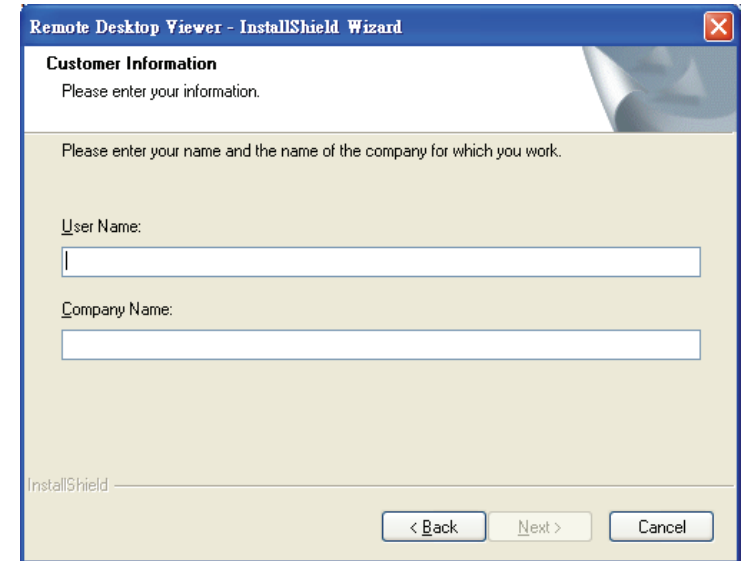 Remote Desktop Viewer - InstallShield Wizard
Customer Information
Please enter your information.
Please enter your name and the name of the company for which you work.
User Name:
Company Name:
InstallShield
< Back Next > Cancel